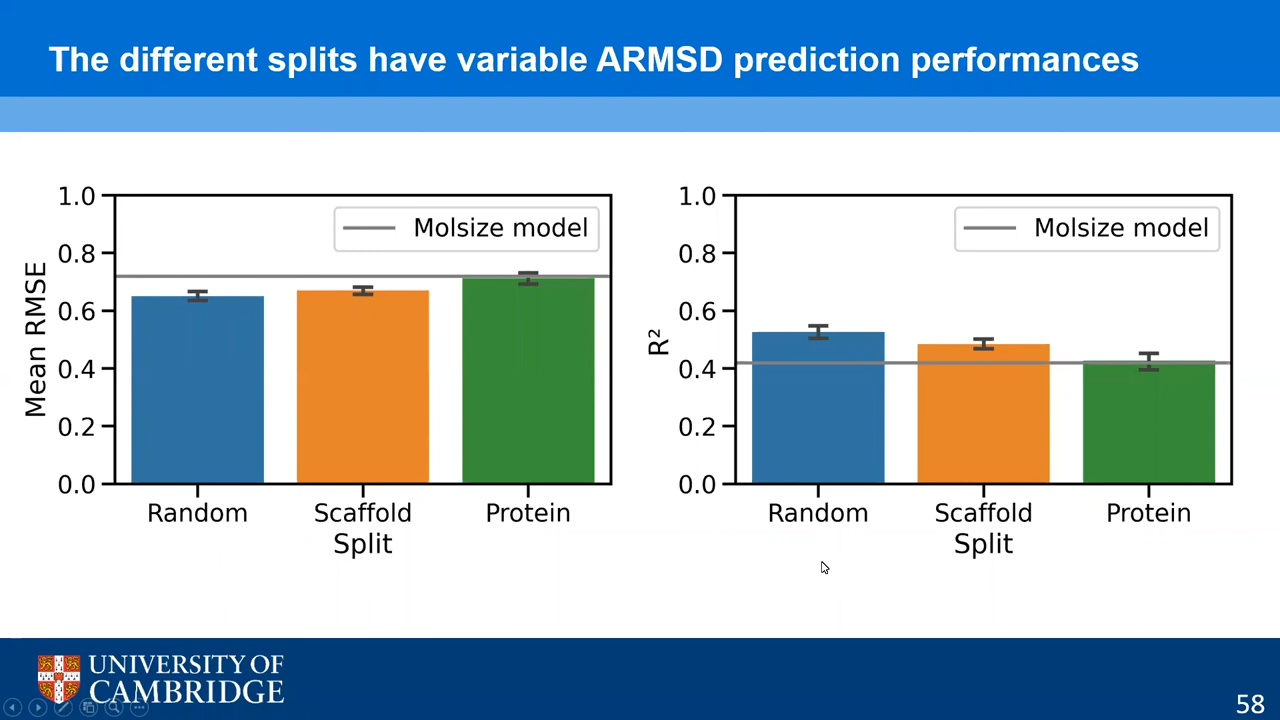 The different splits have variable ARMSD prediction performances
1.0
0.8
0.6
0.4
0.2
0.0
Mean RMSE
Molsize model
Random Scaffold Protein
Split
1.0
0.8
0.6
0.4
0.2
0.0
R²
Molsize model
Random Scaffold Protein
Split
UNIVERSITY OF
CAMBRIDGE
58